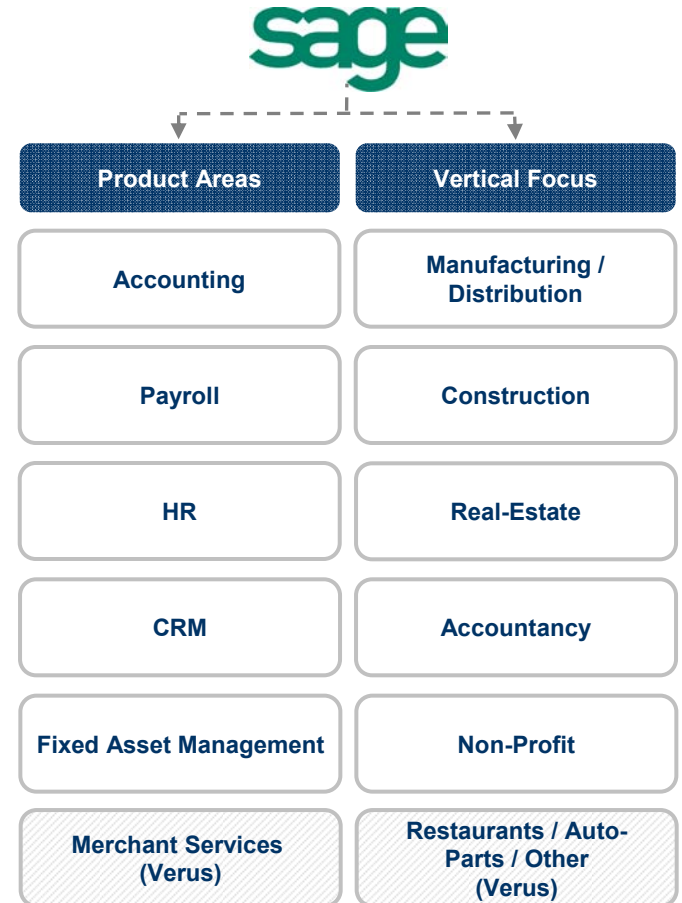 sage
Product Areas
Vertical Focus
Accounting
Manufacturing /
Distribution
Payroll
Construction
HR
Real-Estate
CRM
Accountancy
Fixed Asset Management
Non-Profit
Merchant Services
(Verus)
Restaurants / Auto-
Parts / Other
(Verus)